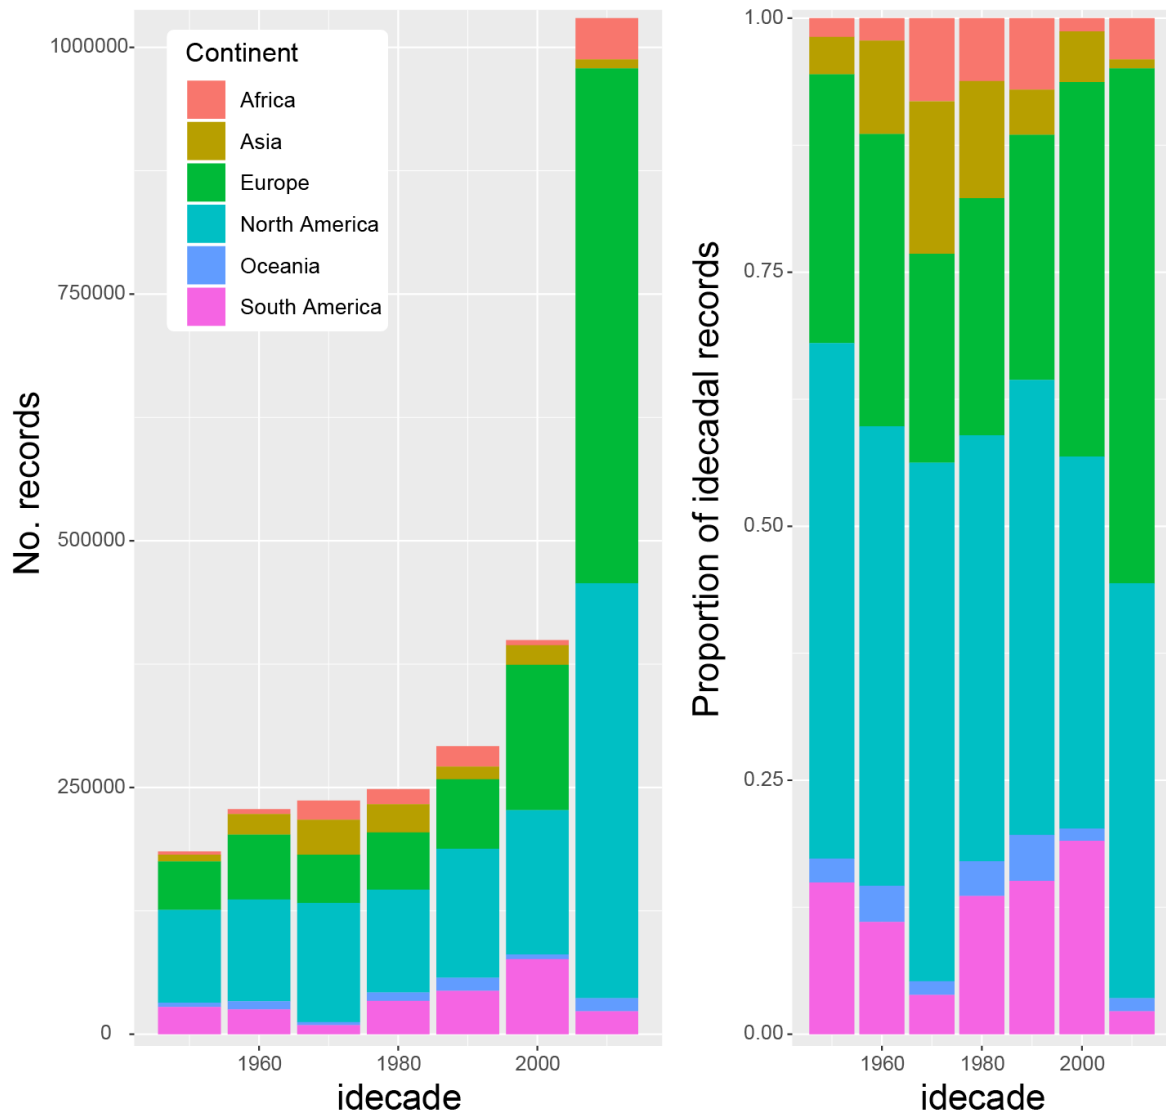 No. records
1000000
750000
500000
250000
0
Continent
Africa
Asia
Europe
North America
Oceania
South America
1960
1980
2000
idecade
Proportion of idecadal records
1.00
0.75
0.50
0.25
0.00
1960
1980
2000
idecade